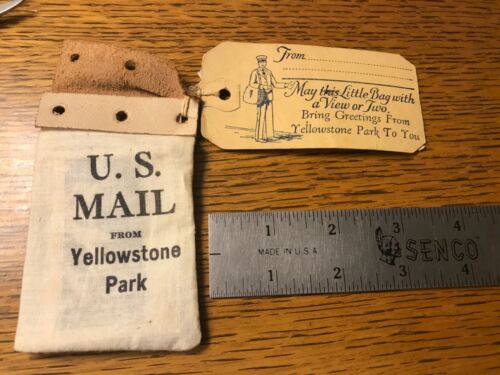 U. S.
MAIL
FROM
Yellowstone
Park
From
May this Little Bag with
a View or Two,
Bring Greetings From
Yellowstone Park To You
1 2 3 4
MADE IN U.S.A.
SENCO
1 2 3 4